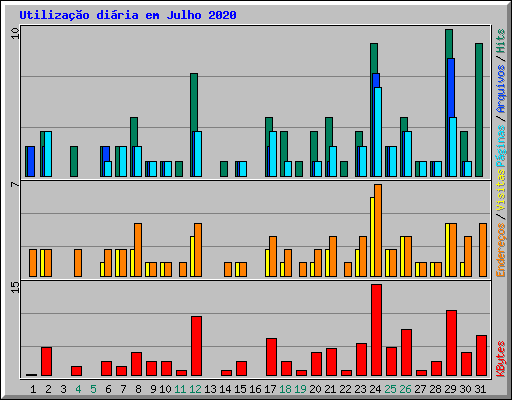 Utilização diária em Julho 2020
10
7
15
Endereços / Visitas Páginas / Arquivos / Hits
KBytes
1 2 3 4 5 6 7 8 9 10 11 12 13 14 15 16 17 18 19 20 21 22 23 24 25 26 27 28 29 30 31